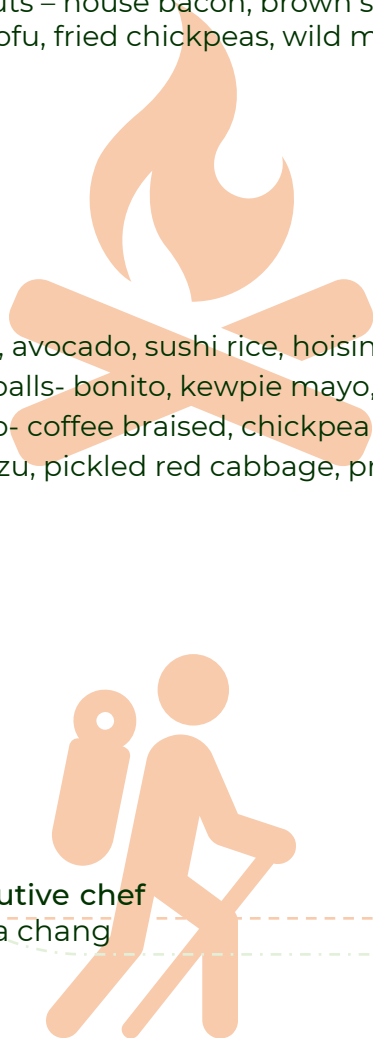 uts – house bacon, brown s
ofu, fried chickpeas, wild m
, avocado, sushi rice, hoisin
balls- bonito, kewpie mayo,
o- coffee braised, chickpea
zu, pickled red cabbage, pr
utive chef
a chang